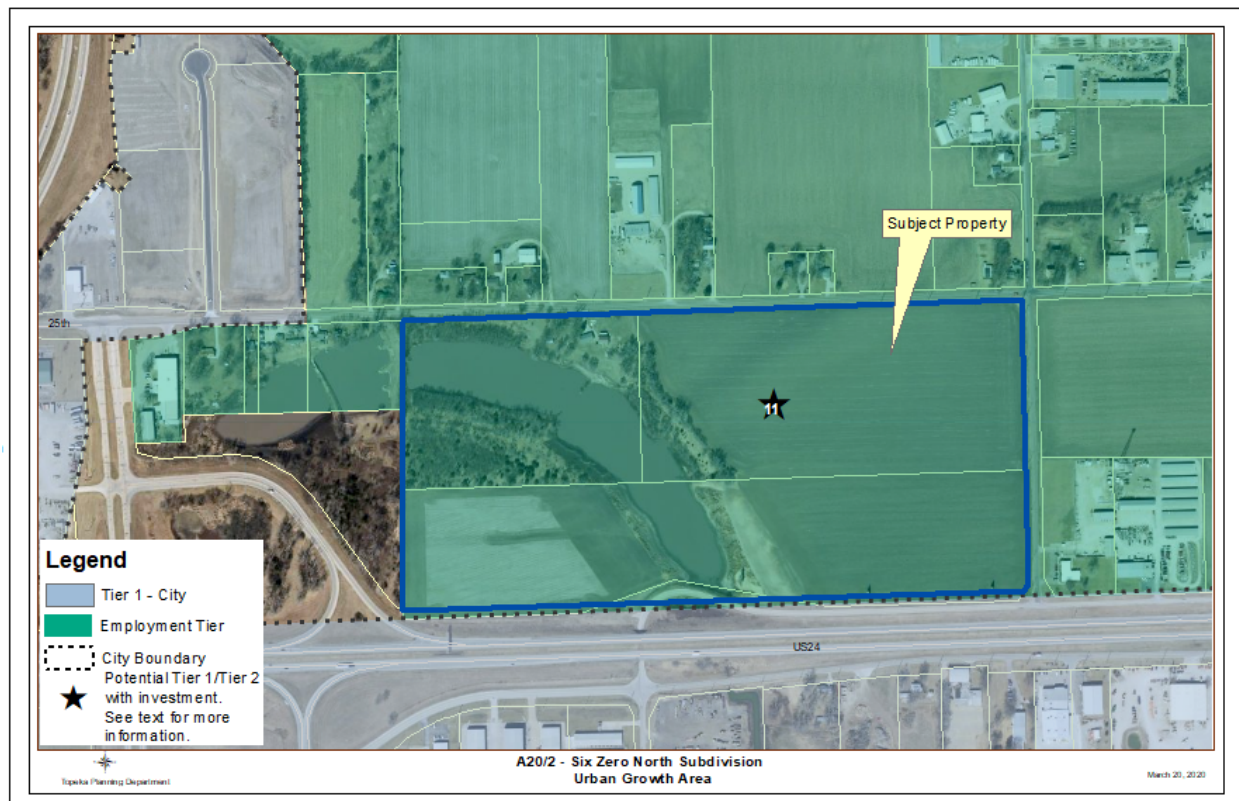 Subject Property
25th
11
US24
Legend
Tier 1 - City
Employment Tier
City Boundary
Potential Tier 1/Tier 2
with investment.
See text for more
information.
A20/2 - Six Zero North Subdivision
Urban Growth Area
Topeka Planning Department
March 20, 2020